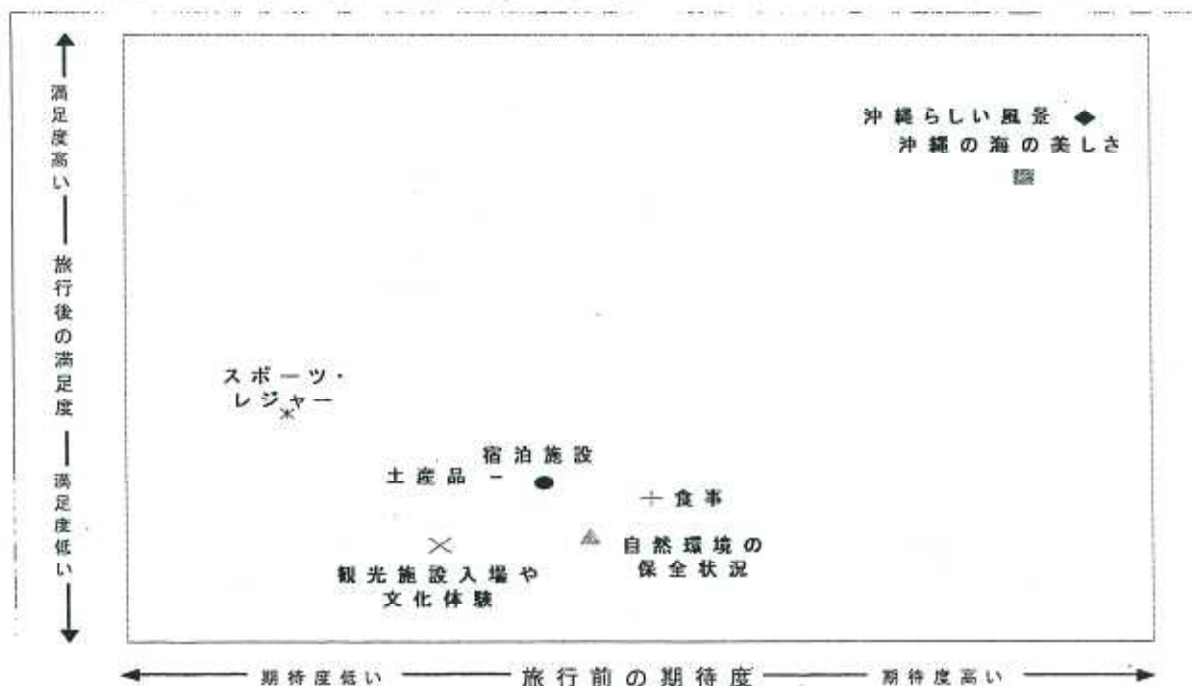 満足度高い
旅行後の満足度
満足度低い
沖縄らしい風景
沖縄の海の美しさ
スポーツ・
レジャー
宿泊施設
土産品
食事
自然環境の
保全状況
観光施設入場や
文化体験
期待度低い
旅行前の期待度
期待度高い